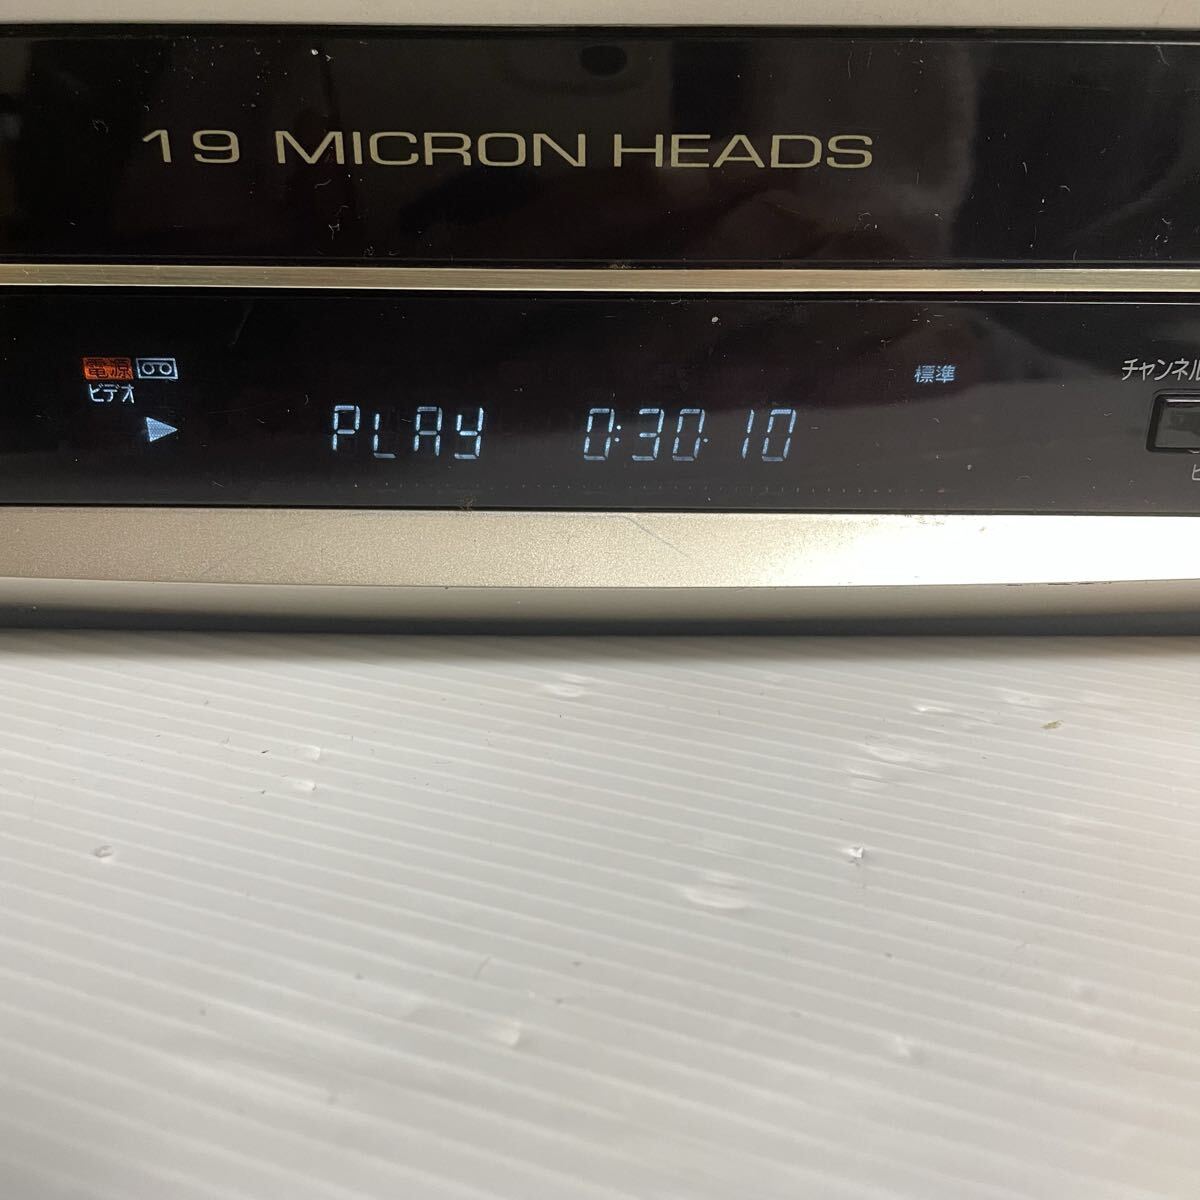 19 MICRON HEADS
電源
ビデオ
PLAY 0:30:10
標準
チャンネル